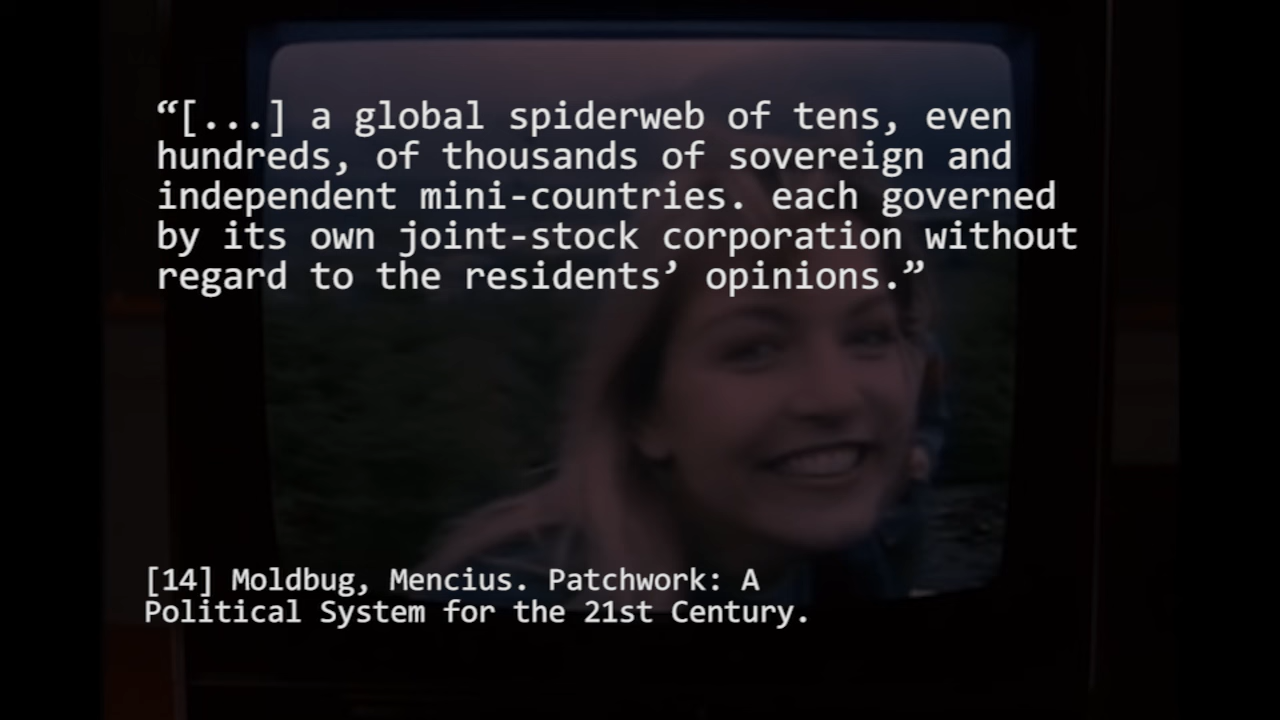 “[...] a global spiderweb of tens, even
hundreds, of thousands of sovereign and
independent mini-countries. each governed
by its own joint-stock corporation without
regard to the residents’ opinions.”
[14] Moldbug, Mencius. Patchwork: A
Political System for the 21st Century.